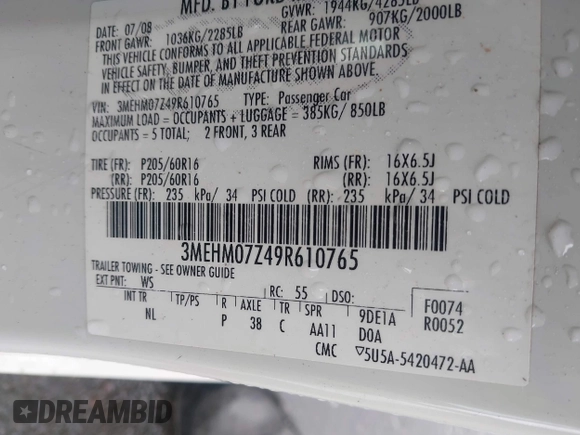 MFD. BY FORD
DATE: 07/08 GVWR: 1944KG/4285LB
FRONT GAWR: 1036KG/2285LB REAR GAWR: 907KG/2000LB
THIS VEHICLE CONFORMS TO ALL APPLICABLE FEDERAL MOTOR
VEHICLE SAFETY, BUMPER, AND THEFT PREVENTION STANDARDS
IN EFFECT ON THE DATE OF MANUFACTURE SHOWN ABOVE.
VIN: 3MEHM07Z49R610765 TYPE: Passenger Car
MAXIMUM LOAD = OCCUPANTS + LUGGAGE = 385KG/ 850LB
OCCUPANTS = 5 TOTAL; 2 FRONT, 3 REAR
TIRE (FR): P205/60R16 RIMS (FR): 16X6.5J
(RR): P205/60R16 (RR): 16X6.5J
PRESSURE (FR): 235 kPa/ 34 PSI COLD (RR): 235 kPa/ 34 PSI COLD
3MEHM07Z49R610765
TRAILER TOWING - SEE OWNER GUIDE
EXT PNT: WS RC: 55 DSO: F0074
INT TR TP/PS R AXLE TR SPR 9DE1A R0052
NL P 38 C AA11 DOA
CMC ▽5U5A-5420472-AA
DREAMBID